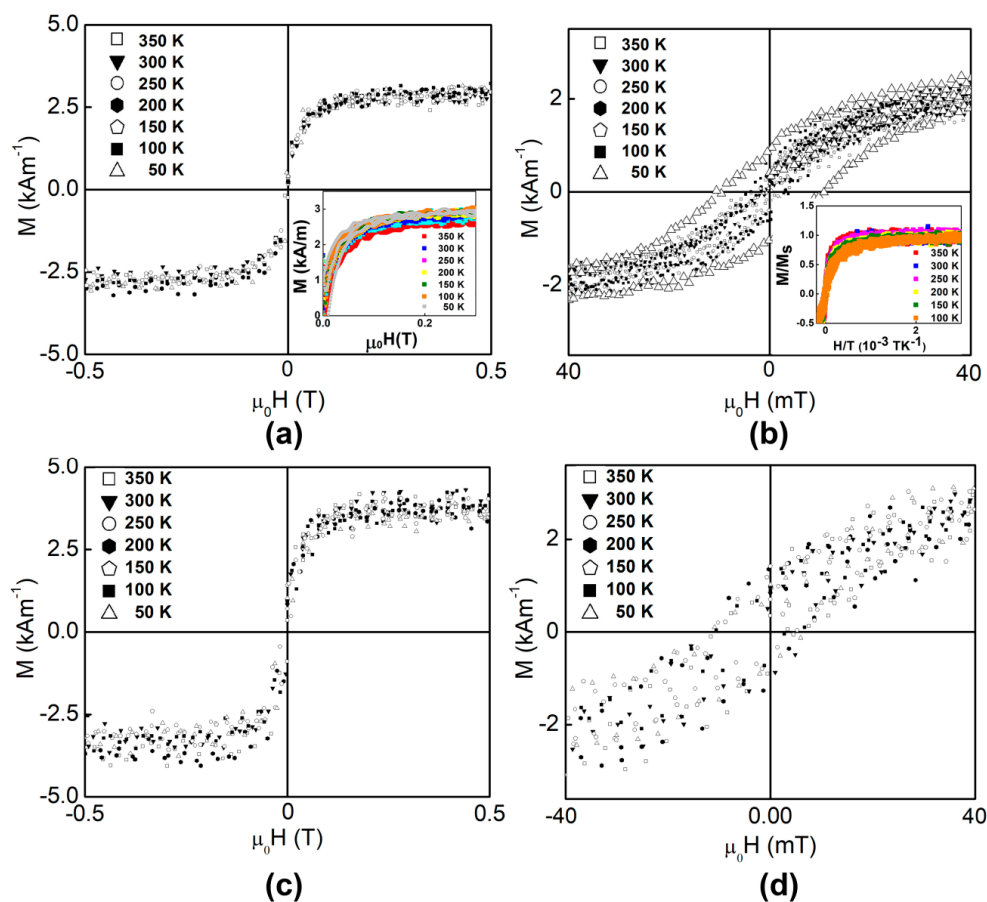 5.0
2.5
0.0
-2.5
-5.0
M (kAm⁻¹)
350 K
300 K
250 K
200 K
150 K
100 K
50 K
-0.5
0
0.5
μ₀H (T)
3
2
1
0
M (kA/m)
0.0
0.2
μ₀H(T)
350 K
300 K
250 K
200 K
150 K
100 K
50 K
(a)
2
0
-2
M (kAm⁻¹)
350 K
300 K
250 K
200 K
150 K
100 K
50 K
40
0
40
μ₀H (mT)
1.5
1.0
0.5
0.0
-0.5
M/Ms
0
2
H/T (10⁻³ TK⁻¹)
350 K
300 K
250 K
200 K
150 K
100 K
(b)
5.0
2.5
0.0
-2.5
-5.0
M (kAm⁻¹)
350 K
300 K
250 K
200 K
150 K
100 K
50 K
-0.5
0
0.5
μ₀H (T)
(c)
2
0
-2
M (kAm⁻¹)
350 K
300 K
250 K
200 K
150 K
100 K
50 K
-40
0.00
40
μ₀H (mT)
(d)